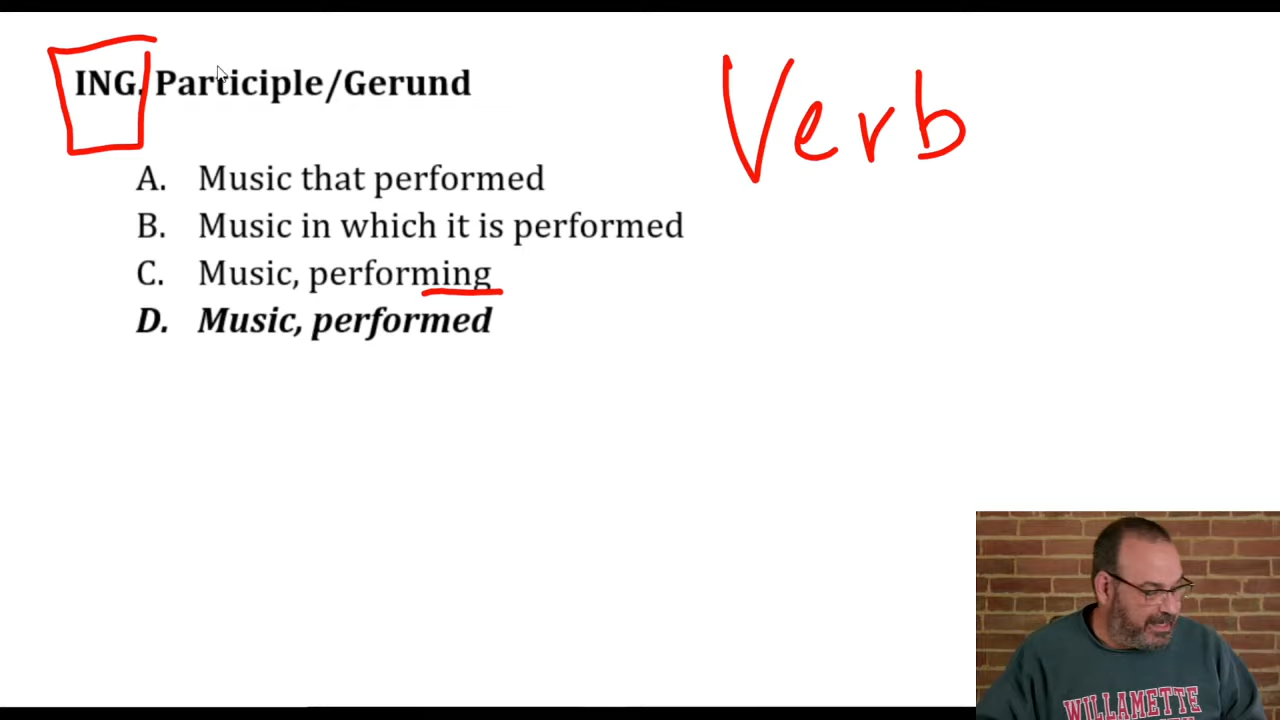 ING. Participle/Gerund
Verb
A. Music that performed
B. Music in which it is performed
C. Music, performing
D. Music, performed
WILLAMETTE